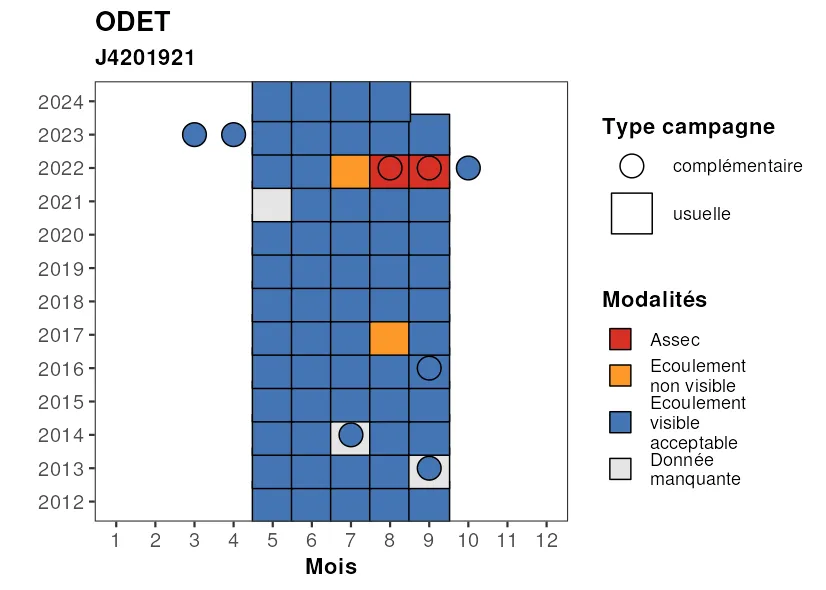 ODET
J4201921
2024
2023
2022
2021
2020
2019
2018
2017
2016
2015
2014
2013
2012
1 2 3 4 5 6 7 8 9 10 11 12
Mois
Type campagne
complémentaire
usuelle
Modalités
Assec
Ecoulement
non visible
Ecoulement
visible
acceptable
Donnée
manquante